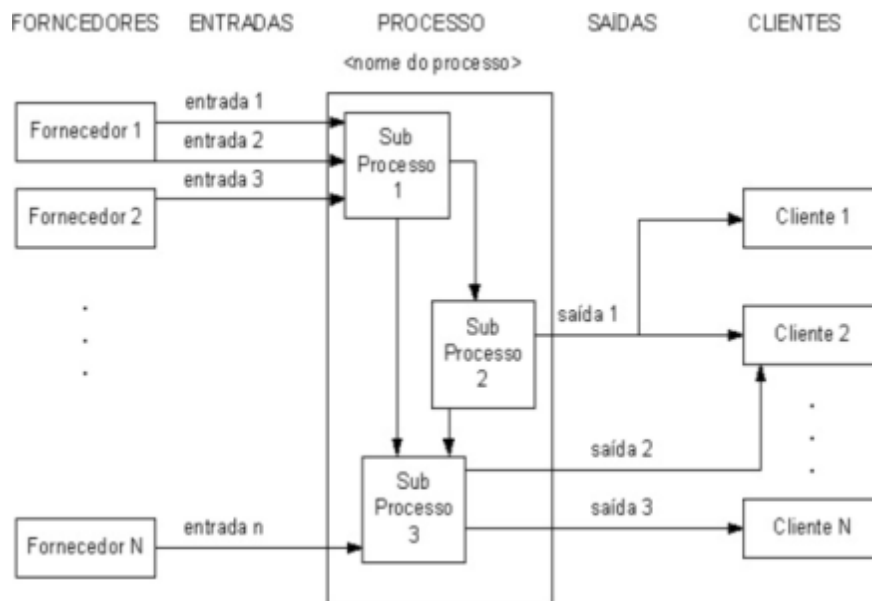 FORNCEDORES ENTRADAS PROCESSO SAÍDAS CLIENTES
<nome do processo>
entrada 1
Fornecedor 1
entrada 2
entrada 3
Fornecedor 2
Sub
Processo
1
Cliente 1
saída 1
Sub
Processo
2
Cliente 2
saída 2
Sub
Processo
3
saída 3
entrada n
Fornecedor N
Cliente N